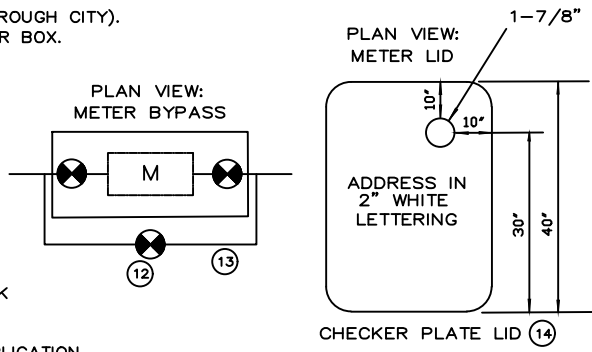 ROUGH CITY).
R BOX.
PLAN VIEW:
METER BYPASS
M
12
13
K
PLICATION
PLAN VIEW:
METER LID
1-7/8"
10"
10"
ADDRESS IN
2" WHITE
LETTERING
30"
40"
CHECKER PLATE LID 14